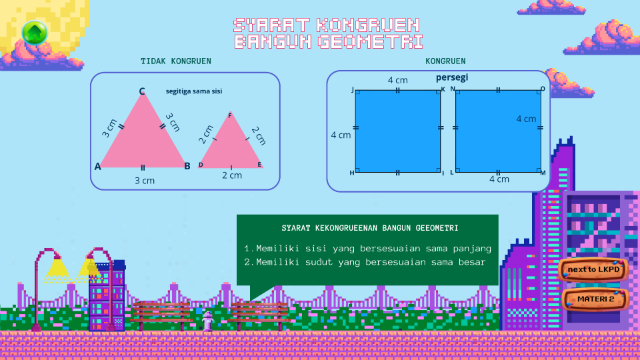 SYARAT KONGRUEN
BANGUN GEOMETRI
TIDAK KONGRUEN
KONGRUEN
segitiga sama sisi
C
3 cm
3 cm
A
B
3 cm
F
2 cm
2 cm
D
E
2 cm
persegi
4 cm
J
K
N
O
4 cm
4 cm
H
I
L
M
4 cm
SYARAT KEKONGRUEENAN BANGUN GEEOMETRI
1. Memiliki sisi yang bersesuaian sama panjang
2. Memiliki sudut yang bersesuaian sama besar
next to LKPD
MATERI 2